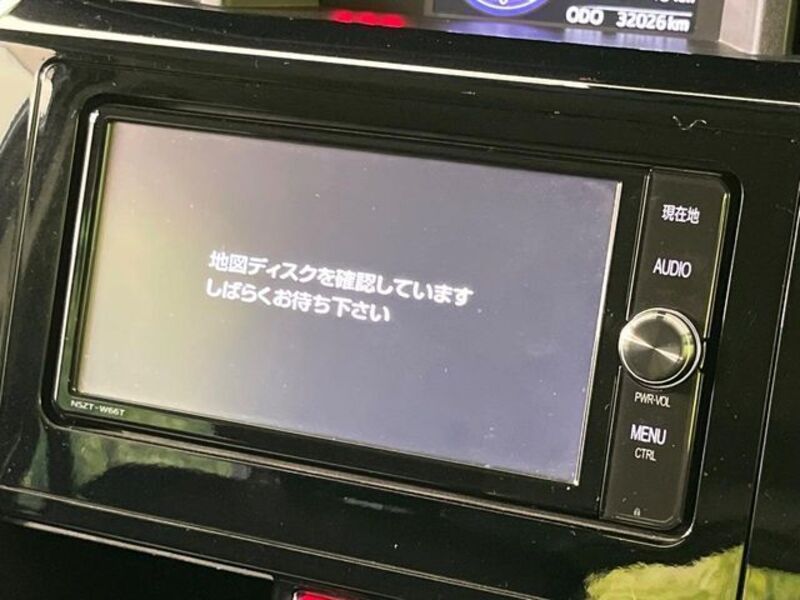 ODO 32026km
現在地
AUDIO
地図ディスクを確認しています
しばらくお待ち下さい
PWR·VOL
NSZT-W66T
MENU
CTRL